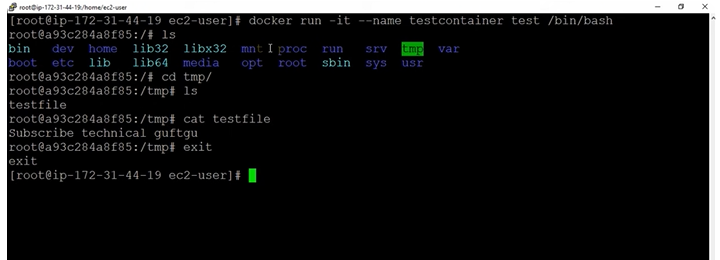 root@ip-172-31-44-19:/home/ec2-user
[root@ip-172-31-44-19 ec2-user]# docker run -it --name testcontainer test /bin/bash
root@a93c284a8f85:/# ls
bin dev home lib32 libx32 mnt proc run srv tmp var
boot etc lib lib64 media opt root sbin sys usr
root@a93c284a8f85:/# cd tmp/
root@a93c284a8f85:/tmp# ls
testfile
root@a93c284a8f85:/tmp# cat testfile
Subscribe technical guftgu
root@a93c284a8f85:/tmp# exit
exit
[root@ip-172-31-44-19 ec2-user]#